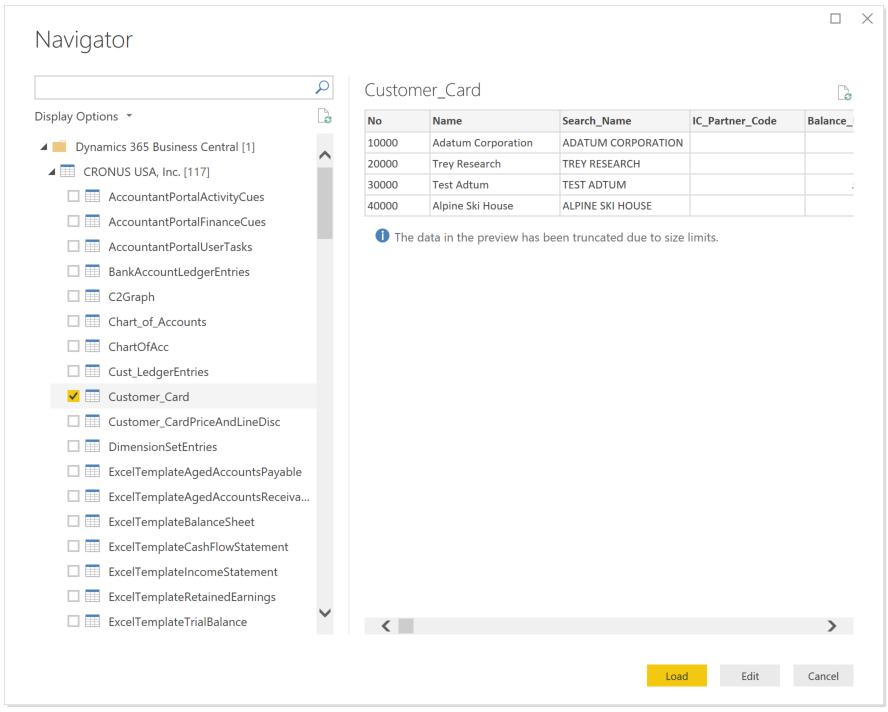 Navigator
Display Options
Dynamics 365 Business Central [1]
CRONUS USA, Inc. [117]
AccountantPortalActivityCues
AccountantPortalFinanceCues
AccountantPortalUserTasks
BankAccountLedgerEntries
C2Graph
Chart_of_Accounts
ChartOfAcc
Cust_LedgerEntries
Customer_Card
Customer_CardPriceAndLineDisc
DimensionSetEntries
ExcelTemplateAgedAccountsPayable
ExcelTemplateAgedAccountsReceiva...
ExcelTemplateBalanceSheet
ExcelTemplateCashFlowStatement
ExcelTemplateIncomeStatement
ExcelTemplateRetainedEarnings
ExcelTemplateTrialBalance
Customer_Card
No Name Search_Name IC_Partner_Code Balance_
10000 Adatum Corporation ADATUM CORPORATION
20000 Trey Research TREY RESEARCH
30000 Test Adtum TEST ADTUM
40000 Alpine Ski House ALPINE SKI HOUSE
The data in the preview has been truncated due to size limits.
Load Edit Cancel